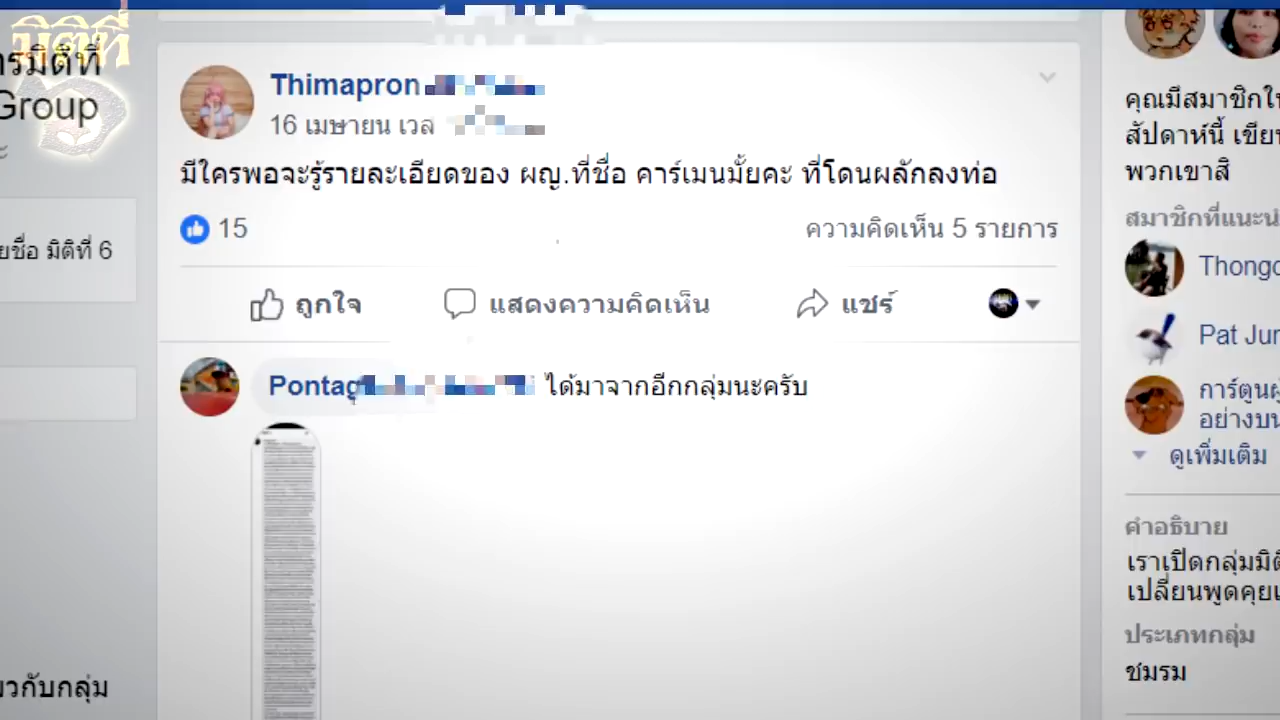 มิติที่
6
รมิติที่
Group
ยชื่อ มิติที่ 6
วกับกลุ่ม
Thimapron
16 เมษายน เวล
มีใครพอจะรู้รายละเอียดของ ผญ.ที่ชื่อ คาร์เมนมั้ยคะ ที่โดนผลักลงท่อ
15
ความคิดเห็น 5 รายการ
ถูกใจ
แสดงความคิดเห็น
แชร์
Pontag
ได้มาจากอีกกลุ่มนะครับ
คุณมีสมาชิกให
สัปดาห์นี้ เขีย
พวกเขาสิ
สมาชิกที่แนะนำ
Thongc
Pat Jur
การ์ตูนผู้
อย่างบน
ดูเพิ่มเติม
คำอธิบาย
เราเปิดกลุ่มมิติ
เปลี่ยนพูดคุย
ประเภทกลุ่ม
ชมรม